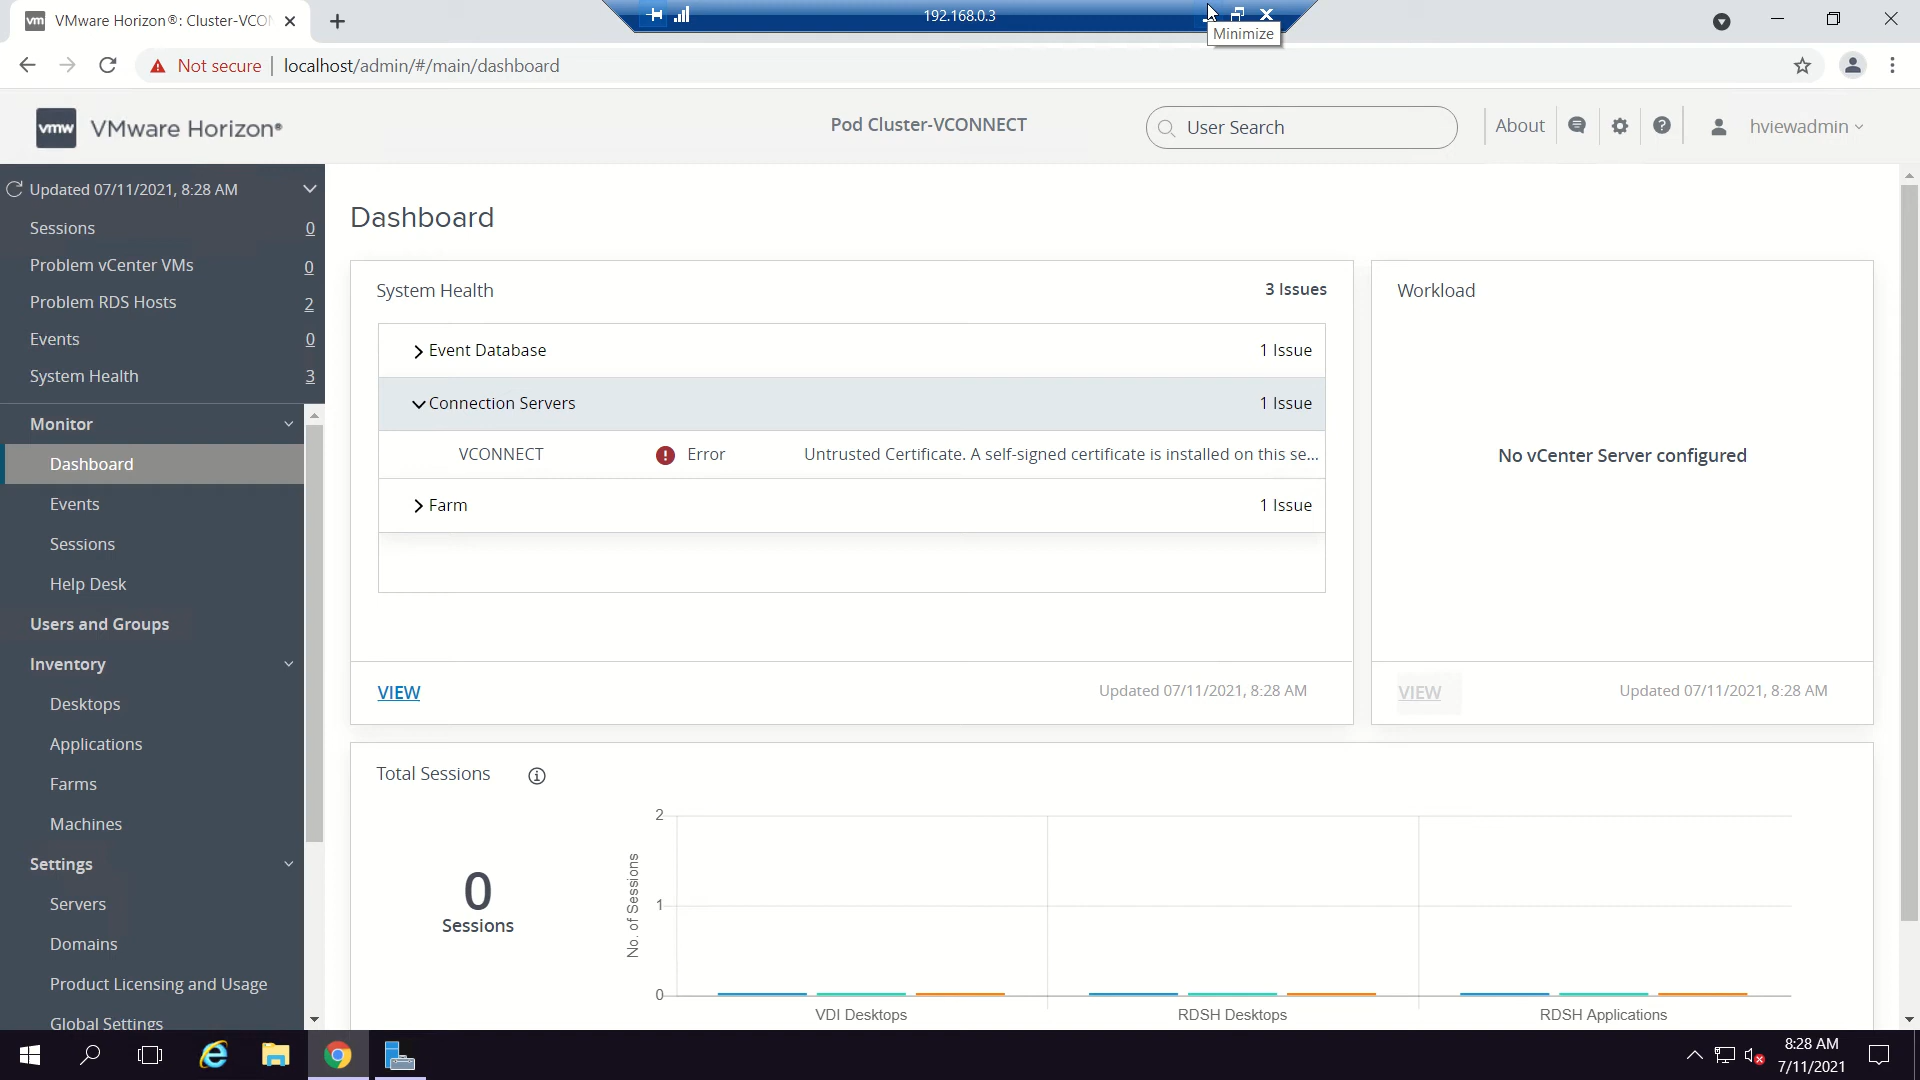 vm VMware Horizon®: Cluster-VCON
192.168.0.3
Minimize
Not secure localhost/admin/#/main/dashboard
vmw VMware Horizon®
Pod Cluster-VCONNECT
User Search
About
hviewadmin
Updated 07/11/2021, 8:28 AM
Sessions 0
Problem vCenter VMs 0
Problem RDS Hosts 2
Events 0
System Health 3
Monitor
Dashboard
Events
Sessions
Help Desk
Users and Groups
Inventory
Desktops
Applications
Farms
Machines
Settings
Servers
Domains
Product Licensing and Usage
Global Settings
Dashboard
System Health 3 Issues
Event Database 1 Issue
Connection Servers 1 Issue
VCONNECT Error Untrusted Certificate. A self-signed certificate is installed on this se...
Farm 1 Issue
VIEW Updated 07/11/2021, 8:28 AM
Workload
No vCenter Server configured
VIEW Updated 07/11/2021, 8:28 AM
Total Sessions
0
Sessions
No. of Sessions
2
1
0
VDI Desktops RDSH Desktops RDSH Applications
8:28 AM
7/11/2021